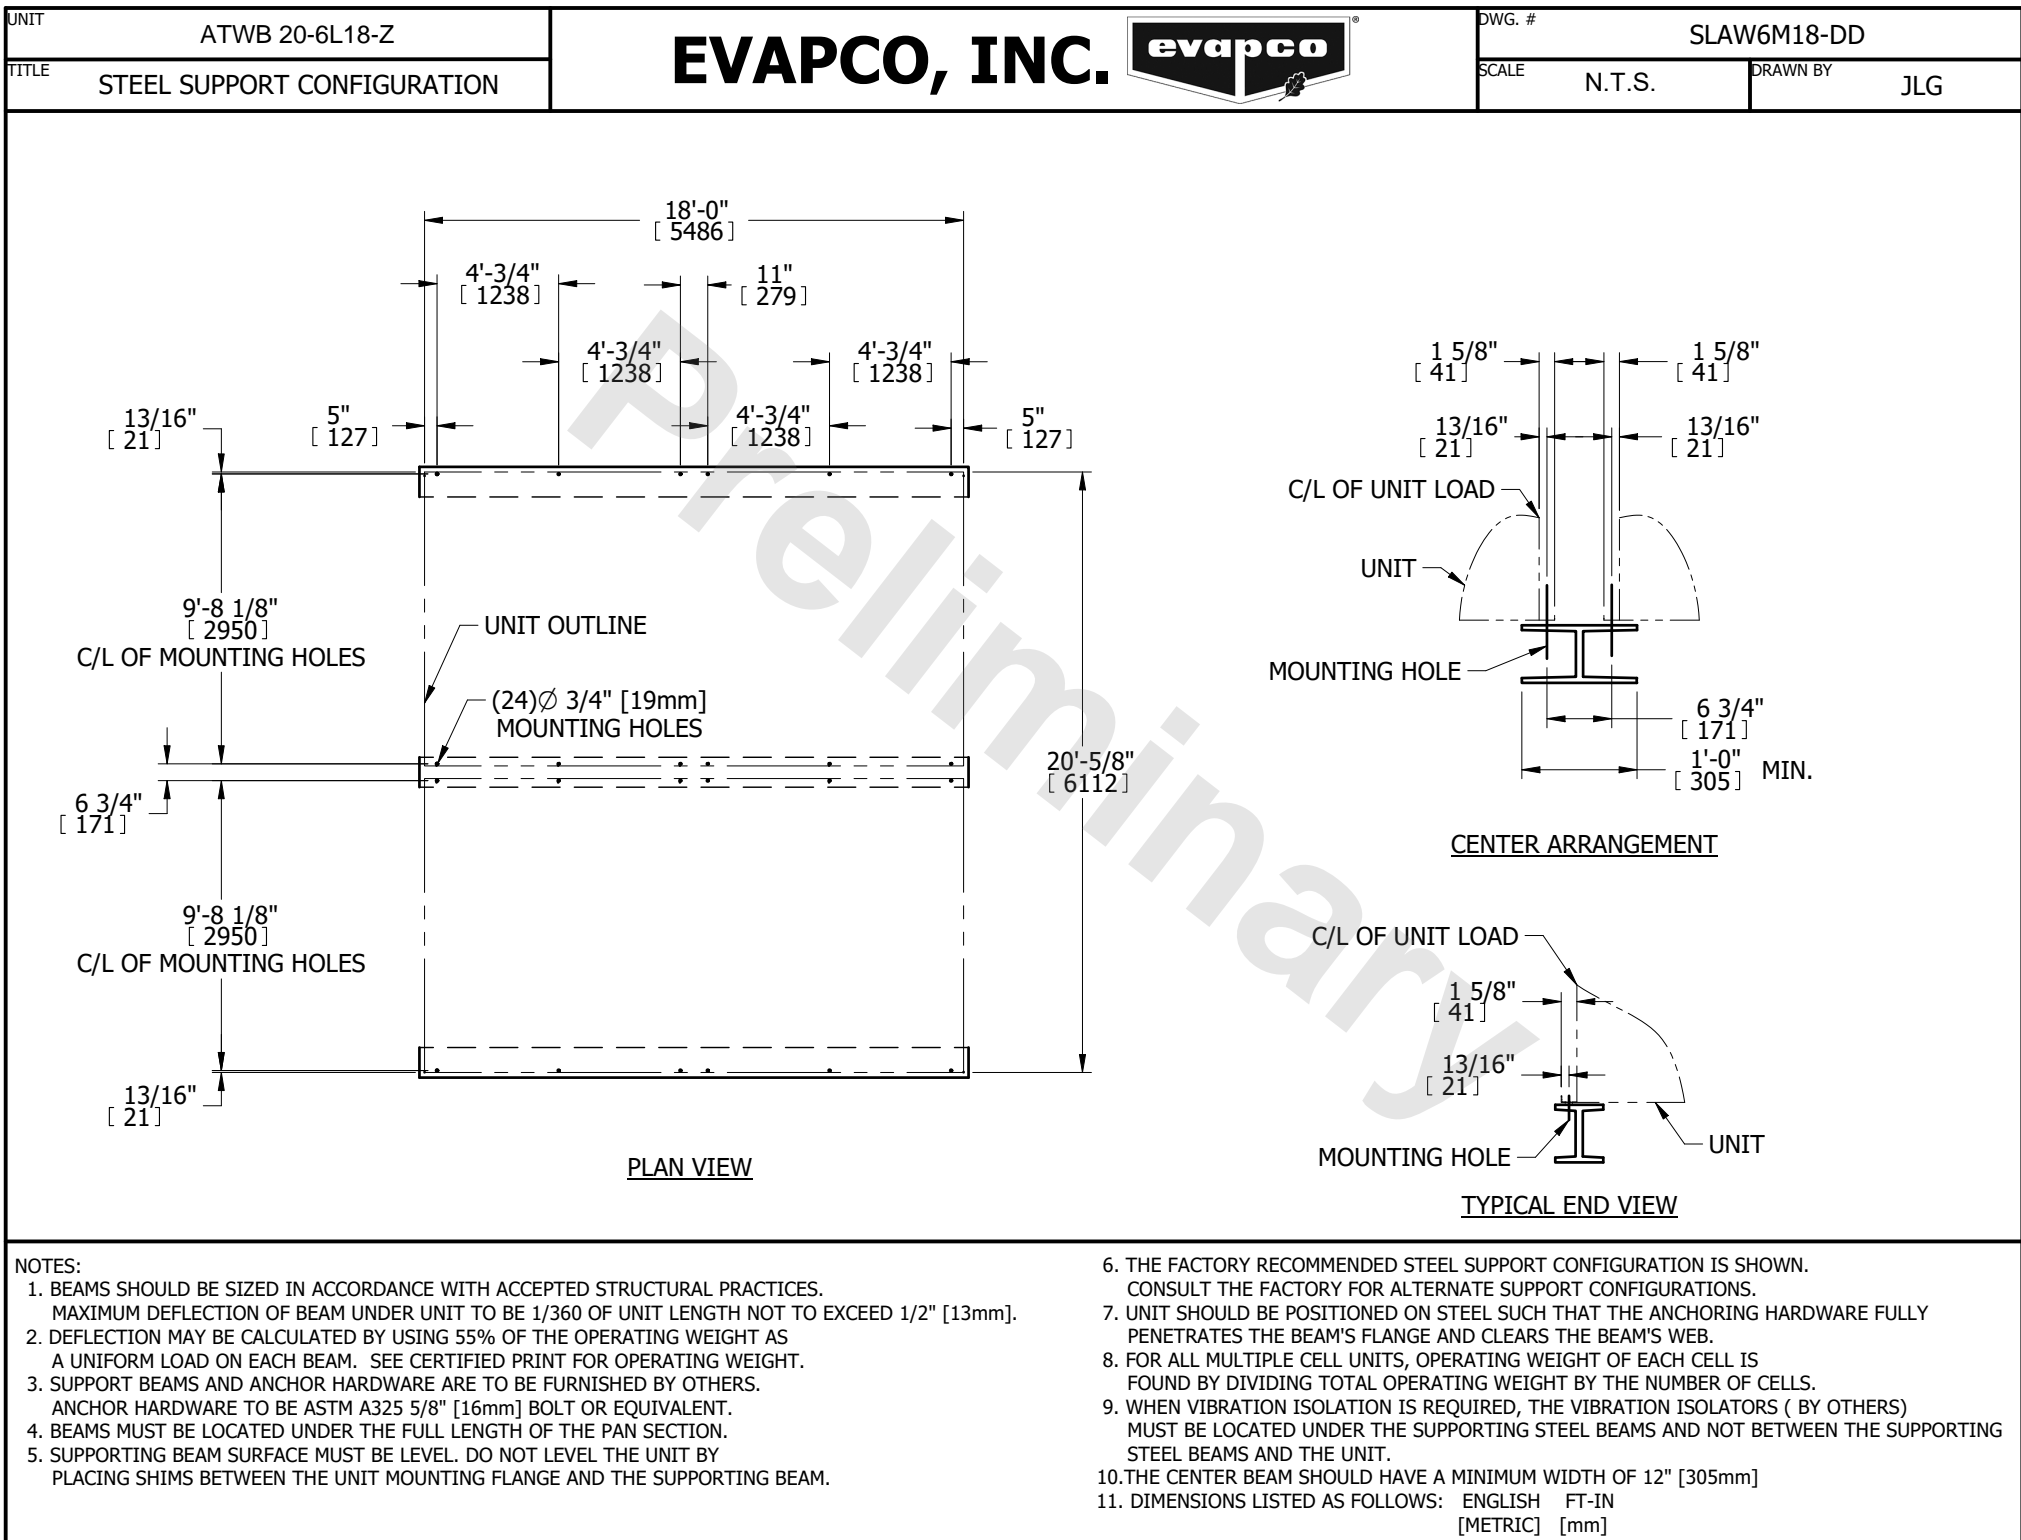 UNIT
ATWB 20-6L18-Z
TITLE
STEEL SUPPORT CONFIGURATION
EVAPCO, INC.
evapco
®
DWG. #
SLAW6M18-DD
SCALE
N.T.S.
DRAWN BY
JLG
18'-0"
[ 5486 ]
4'-3/4"
[ 1238 ]
11"
[ 279 ]
4'-3/4"
[ 1238 ]
4'-3/4"
[ 1238 ]
13/16"
[ 21 ]
5"
[ 127 ]
4'-3/4"
[ 1238 ]
5"
[ 127 ]
9'-8 1/8"
[ 2950 ]
C/L OF MOUNTING HOLES
UNIT OUTLINE
(24)Ø 3/4" [19mm]
MOUNTING HOLES
6 3/4"
[ 171 ]
20'-5/8"
[ 6112 ]
9'-8 1/8"
[ 2950 ]
C/L OF MOUNTING HOLES
13/16"
[ 21 ]
PLAN VIEW
Preliminary
1 5/8"
[ 41 ]
1 5/8"
[ 41 ]
13/16"
[ 21 ]
13/16"
[ 21 ]
C/L OF UNIT LOAD
UNIT
MOUNTING HOLE
6 3/4"
[ 171 ]
1'-0"
[ 305 ] MIN.
CENTER ARRANGEMENT
C/L OF UNIT LOAD
1 5/8"
[ 41 ]
13/16"
[ 21 ]
MOUNTING HOLE
UNIT
TYPICAL END VIEW
NOTES:
1. BEAMS SHOULD BE SIZED IN ACCORDANCE WITH ACCEPTED STRUCTURAL PRACTICES.
MAXIMUM DEFLECTION OF BEAM UNDER UNIT TO BE 1/360 OF UNIT LENGTH NOT TO EXCEED 1/2" [13mm].
2. DEFLECTION MAY BE CALCULATED BY USING 55% OF THE OPERATING WEIGHT AS
A UNIFORM LOAD ON EACH BEAM. SEE CERTIFIED PRINT FOR OPERATING WEIGHT.
3. SUPPORT BEAMS AND ANCHOR HARDWARE ARE TO BE FURNISHED BY OTHERS.
ANCHOR HARDWARE TO BE ASTM A325 5/8" [16mm] BOLT OR EQUIVALENT.
4. BEAMS MUST BE LOCATED UNDER THE FULL LENGTH OF THE PAN SECTION.
5. SUPPORTING BEAM SURFACE MUST BE LEVEL. DO NOT LEVEL THE UNIT BY
PLACING SHIMS BETWEEN THE UNIT MOUNTING FLANGE AND THE SUPPORTING BEAM.
6. THE FACTORY RECOMMENDED STEEL SUPPORT CONFIGURATION IS SHOWN.
CONSULT THE FACTORY FOR ALTERNATE SUPPORT CONFIGURATIONS.
7. UNIT SHOULD BE POSITIONED ON STEEL SUCH THAT THE ANCHORING HARDWARE FULLY
PENETRATES THE BEAM'S FLANGE AND CLEARS THE BEAM'S WEB.
8. FOR ALL MULTIPLE CELL UNITS, OPERATING WEIGHT OF EACH CELL IS
FOUND BY DIVIDING TOTAL OPERATING WEIGHT BY THE NUMBER OF CELLS.
9. WHEN VIBRATION ISOLATION IS REQUIRED, THE VIBRATION ISOLATORS ( BY OTHERS)
MUST BE LOCATED UNDER THE SUPPORTING STEEL BEAMS AND NOT BETWEEN THE SUPPORTING
STEEL BEAMS AND THE UNIT.
10.THE CENTER BEAM SHOULD HAVE A MINIMUM WIDTH OF 12" [305mm]
11. DIMENSIONS LISTED AS FOLLOWS: ENGLISH FT-IN
[METRIC] [mm]